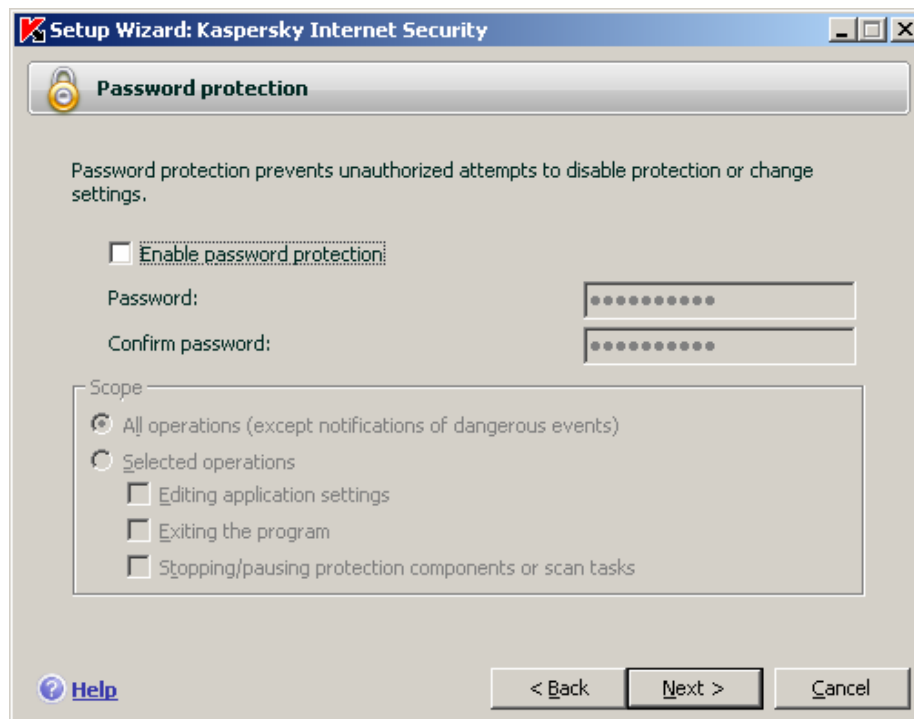 Setup Wizard: Kaspersky Internet Security
Password protection
Password protection prevents unauthorized attempts to disable protection or change
settings.
Enable password protection
Password:
Confirm password:
Scope
All operations (except notifications of dangerous events)
Selected operations
Editing application settings
Exiting the program
Stopping/pausing protection components or scan tasks
Help
< Back
Next >
Cancel